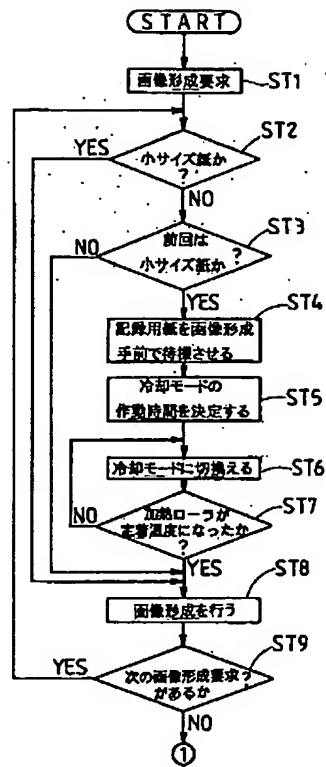 START
画像形成要求 ST1
ST2
YES
小サイズ紙か
?
NO
ST3
NO
前回は ?
小サイズ紙か
YES
ST4
記録用紙を画像形成
手前で待機させる
冷却モードの
作動時間を決定する
ST5
冷却モードに切換える ST6
ST7
NO
加熱ローラが
定着温度になったか
?
YES
ST8
画像形成を行う
ST9
YES
次の画像形成要求 ?
があるか
NO
①